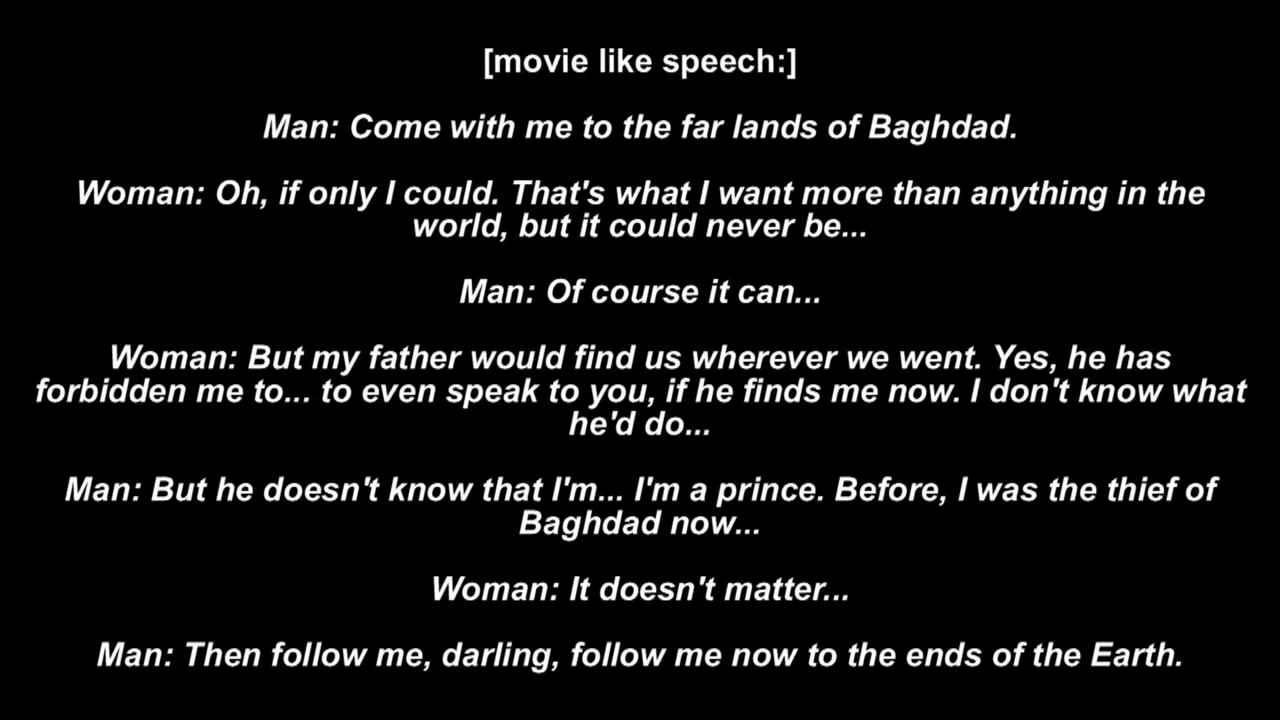 [movie like speech:]
Man: Come with me to the far lands of Baghdad.
Woman: Oh, if only I could. That's what I want more than anything in the
world, but it could never be...
Man: Of course it can...
Woman: But my father would find us wherever we went. Yes, he has
forbidden me to... to even speak to you, if he finds me now. I don't know what
he'd do...
Man: But he doesn't know that I'm... I'm a prince. Before, I was the thief of
Baghdad now...
Woman: It doesn't matter...
Man: Then follow me, darling, follow me now to the ends of the Earth.